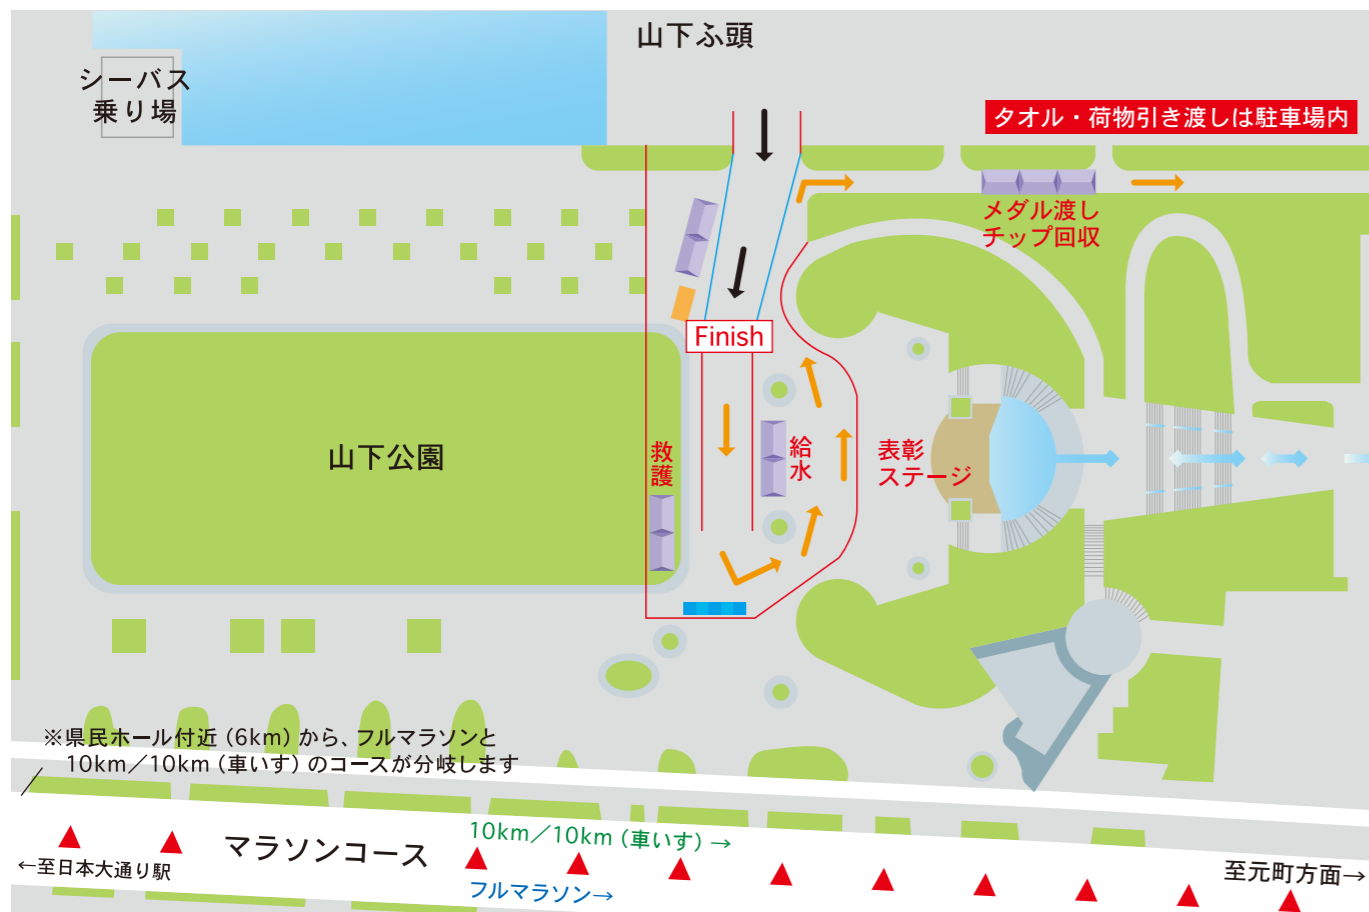 山下ふ頭
シーバス
乗り場
タオル・荷物引き渡しは駐車場内
メダル渡し
チップ回収
Finish
山下公園
救護
給水
表彰
ステージ
※県民ホール付近（6km）から、フルマラソンと
10km／10km（車いす）のコースが分岐します
10km／10km（車いす）→
マラソンコース
←至日本大通り駅
フルマラソン→
至元町方面→